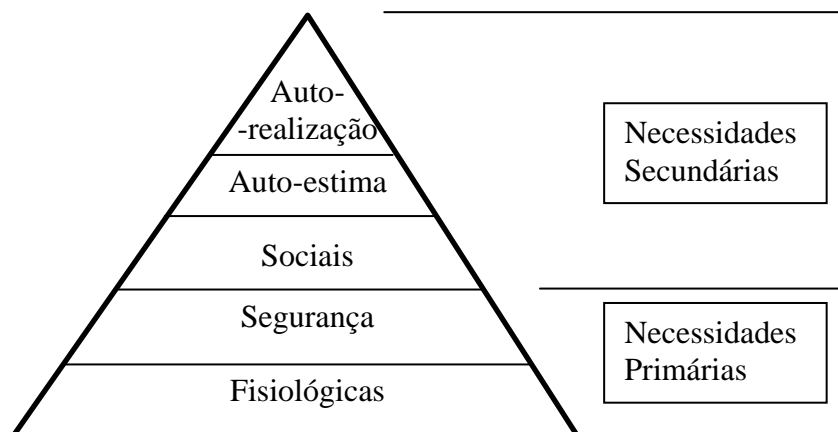 Auto-
-realização
Auto-estima
Sociais
Segurança
Fisiológicas
Necessidades
Secundárias
Necessidades
Primárias